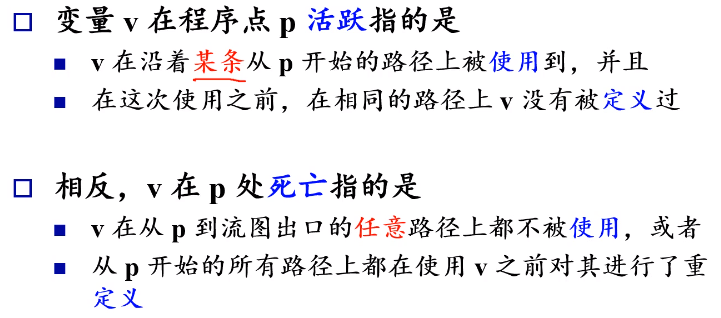 变量 v 在程序点 p 活跃指的是
v 在沿着某条从 p 开始的路径上被使用到，并且
在这次使用之前，在相同的路径上 v 没有被定义过
相反，v 在 p 处死亡指的是
v 在从 p 到流图出口的任意路径上都不被使用，或者
从 p 开始的所有路径上都在使用 v 之前对其进行了重
定义